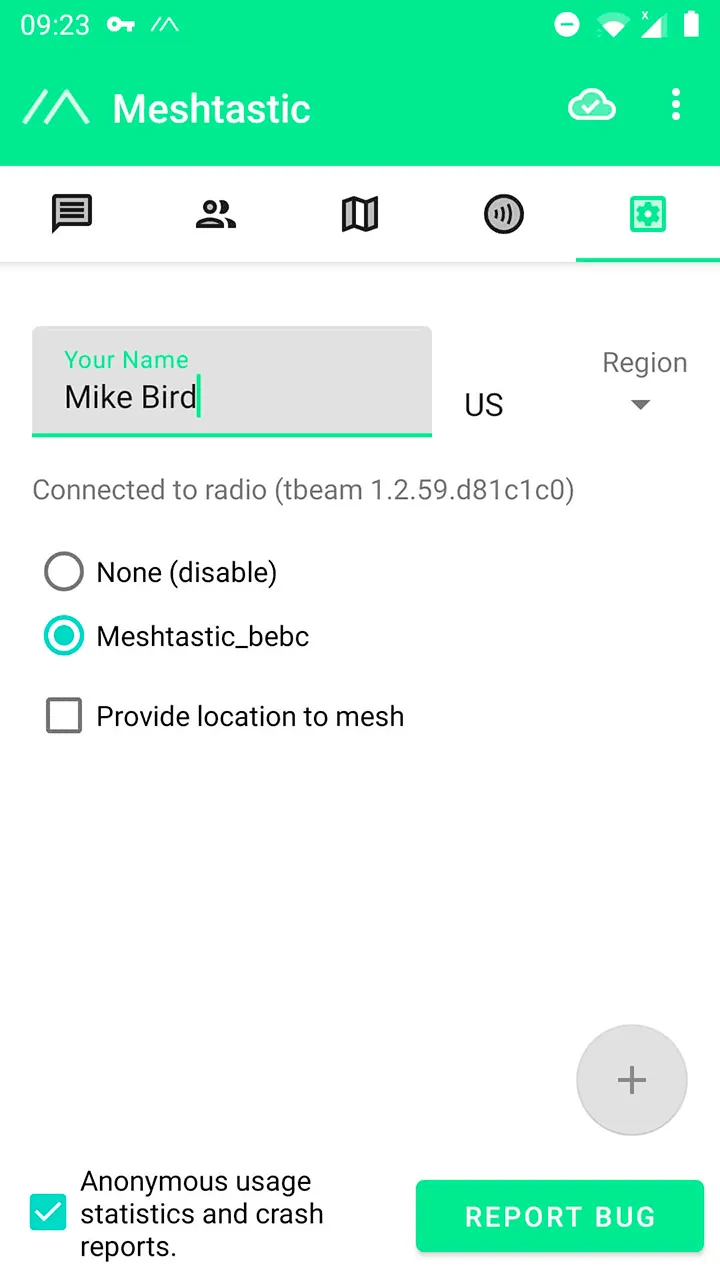 09:23
Meshtastic
Your Name
Mike Bird
US
Region
Connected to radio (tbeam 1.2.59.d81c1c0)
None (disable)
Meshtastic_bebc
Provide location to mesh
Anonymous usage
statistics and crash
reports.
REPORT BUG